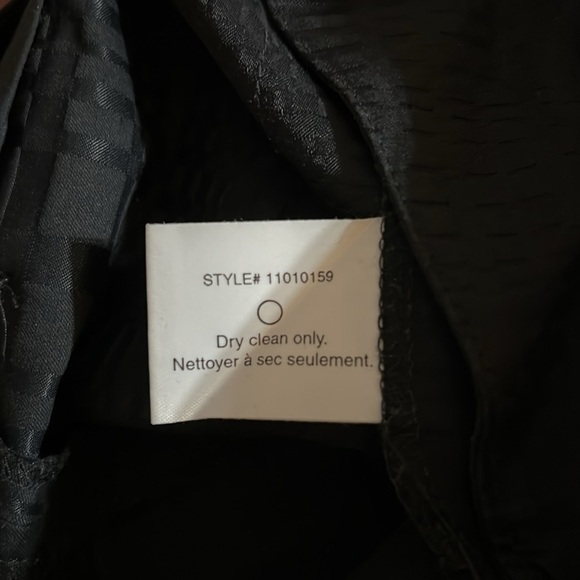 STYLE# 11010159
Dry clean only.
Nettoyer à sec seulement.